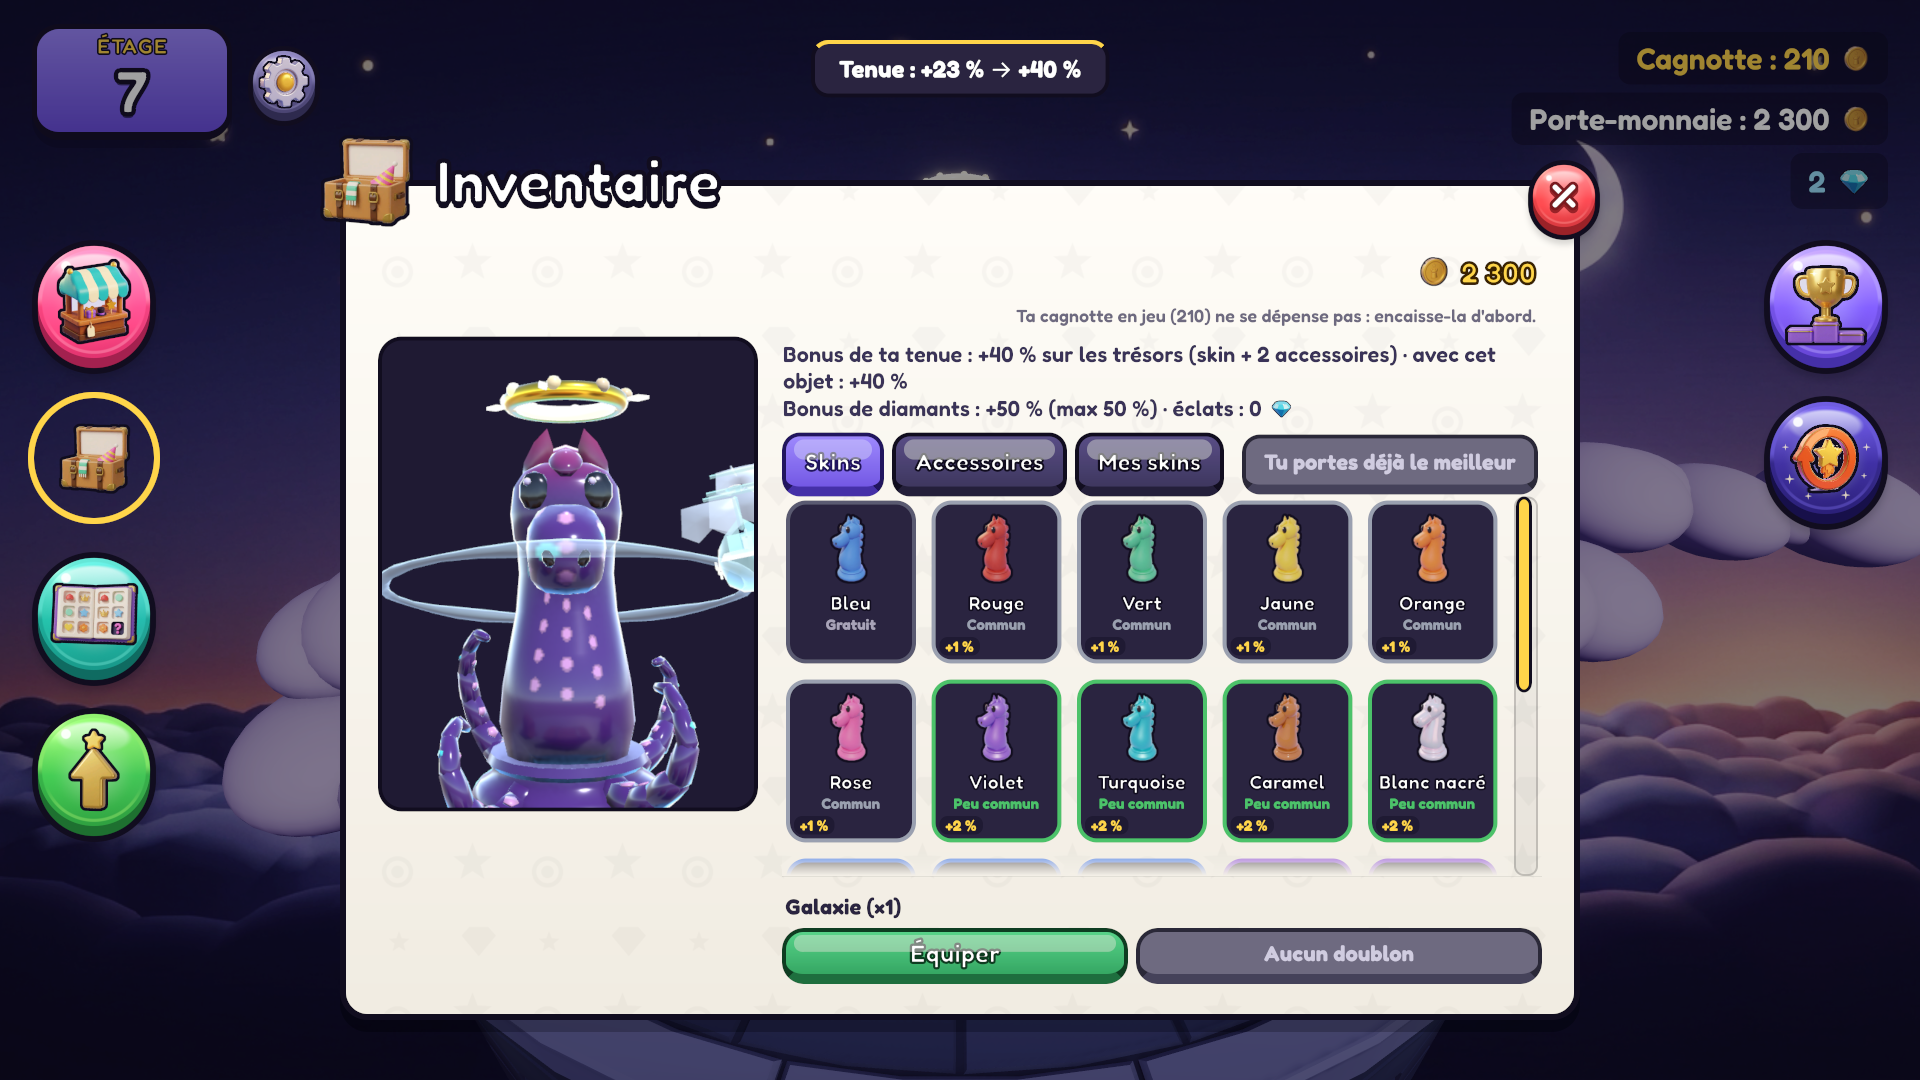 ÉTAGE
7
Tenue : +23 % → +40 %
Cagnotte : 210
Porte-monnaie : 2 300
2
Inventaire
2 300
Ta cagnotte en jeu (210) ne se dépense pas : encaisse-la d'abord.
Bonus de ta tenue : +40 % sur les trésors (skin + 2 accessoires) · avec cet
objet : +40 %
Bonus de diamants : +50 % (max 50 %) · éclats : 0
Skins
Accessoires
Mes skins
Tu portes déjà le meilleur
Bleu
Gratuit
Rouge
Commun
+1 %
Vert
Commun
+1 %
Jaune
Commun
+1 %
Orange
Commun
+1 %
Rose
Commun
+1 %
Violet
Peu commun
+2 %
Turquoise
Peu commun
+2 %
Caramel
Peu commun
+2 %
Blanc nacré
Peu commun
+2 %
Galaxie (x1)
Équiper
Aucun doublon